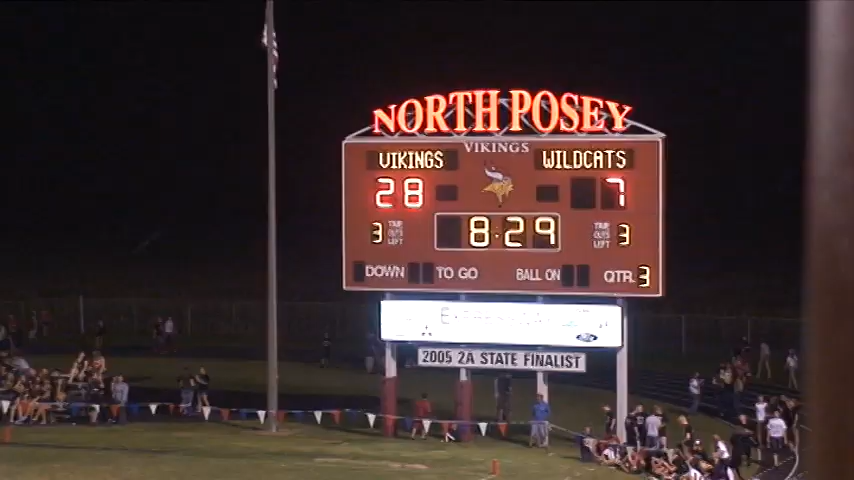 NORTH POSEY
VIKINGS
VIKINGS WILDCATS
28 7
3 TIME OUTS LEFT 8:29 TIME OUTS LEFT 3
DOWN TO GO BALL ON QTR. 3
Ford
2005 2A STATE FINALIST